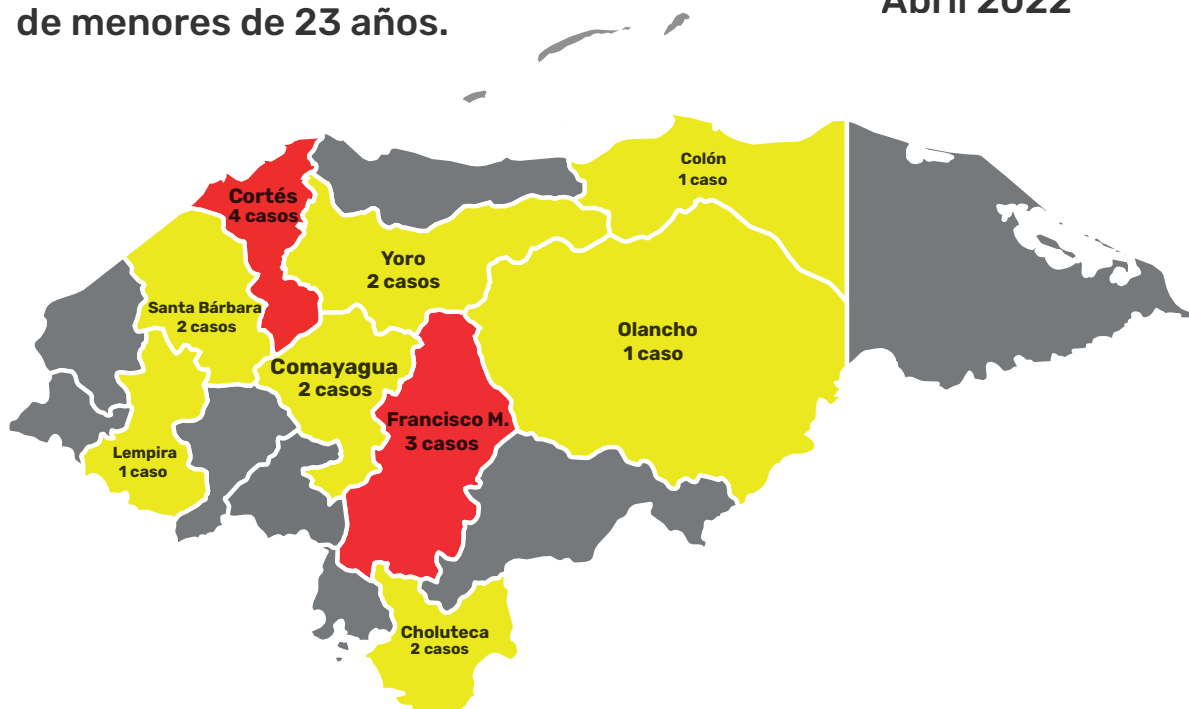 de menores de 23 años.
Abril 2022
Colón
1 caso
Cortés
4 casos
Yoro
2 casos
Santa Bárbara
2 casos
Olancho
1 caso
Comayagua
2 casos
Francisco M.
3 casos
Lempira
1 caso
Choluteca
2 casos